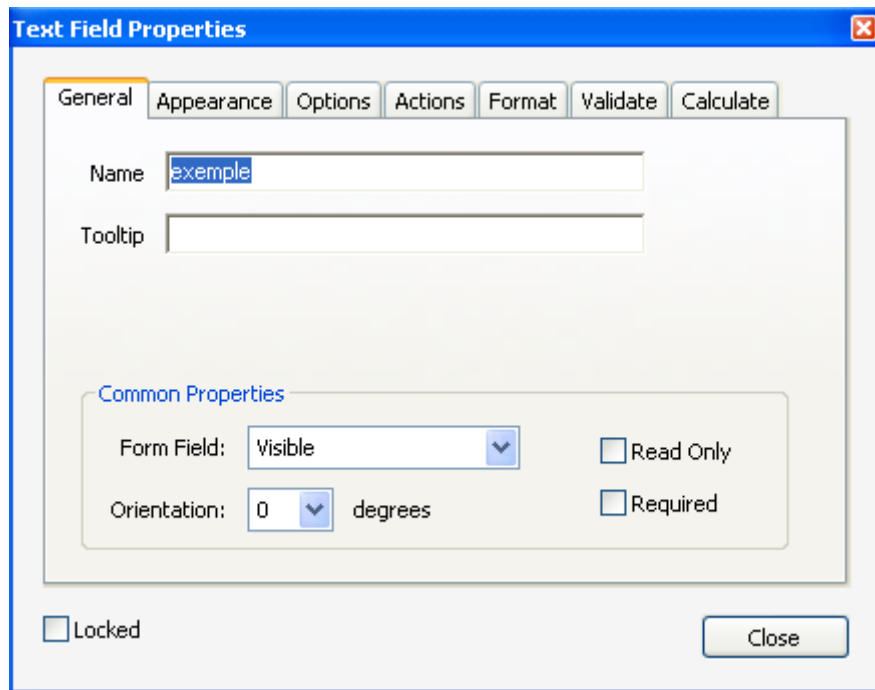 Text Field Properties
General Appearance Options Actions Format Validate Calculate
Name exemple
Tooltip
Common Properties
Form Field: Visible Read Only
Orientation: 0 degrees Required
Locked Close